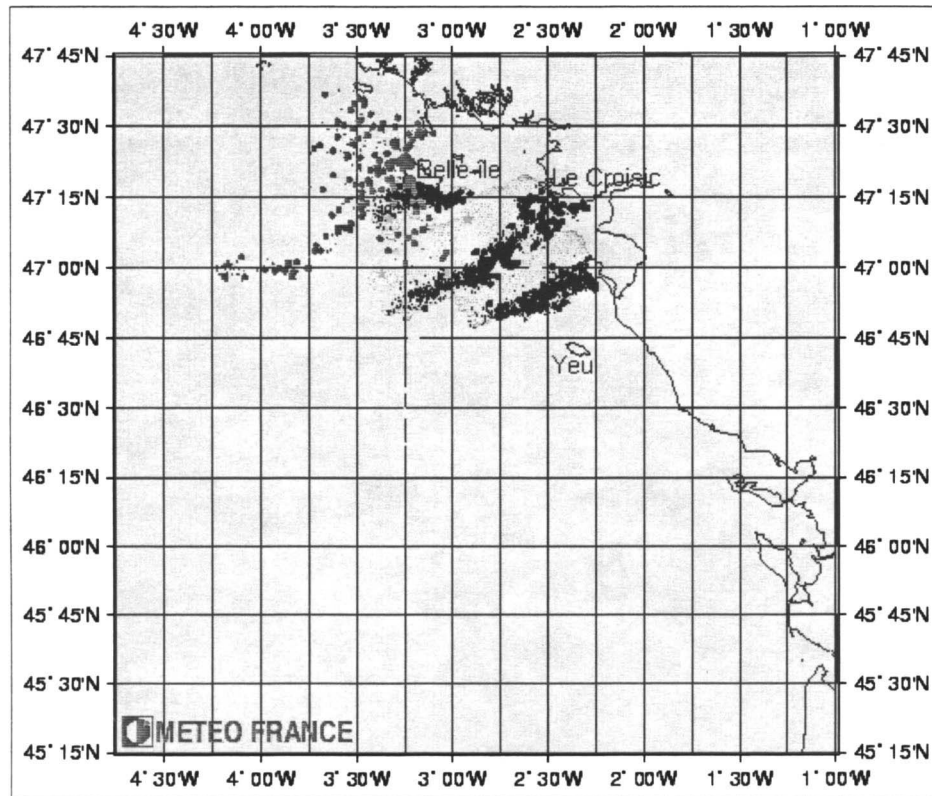 4° 30'W 4° 00'W 3° 30'W 3° 00'W 2° 30'W 2° 00'W 1° 30'W 1° 00'W
47° 45'N 47° 45'N
47° 30'N 47° 30'N
Belle-île
47° 15'N Le Croisic 47° 15'N
47° 00'N 47° 00'N
46° 45'N 46° 45'N
Yeu
46° 30'N 46° 30'N
46° 15'N 46° 15'N
46° 00'N 46° 00'N
45° 45'N 45° 45'N
45° 30'N 45° 30'N
METEO FRANCE
45° 15'N 45° 15'N
4° 30'W 4° 00'W 3° 30'W 3° 00'W 2° 30'W 2° 00'W 1° 30'W 1° 00'W